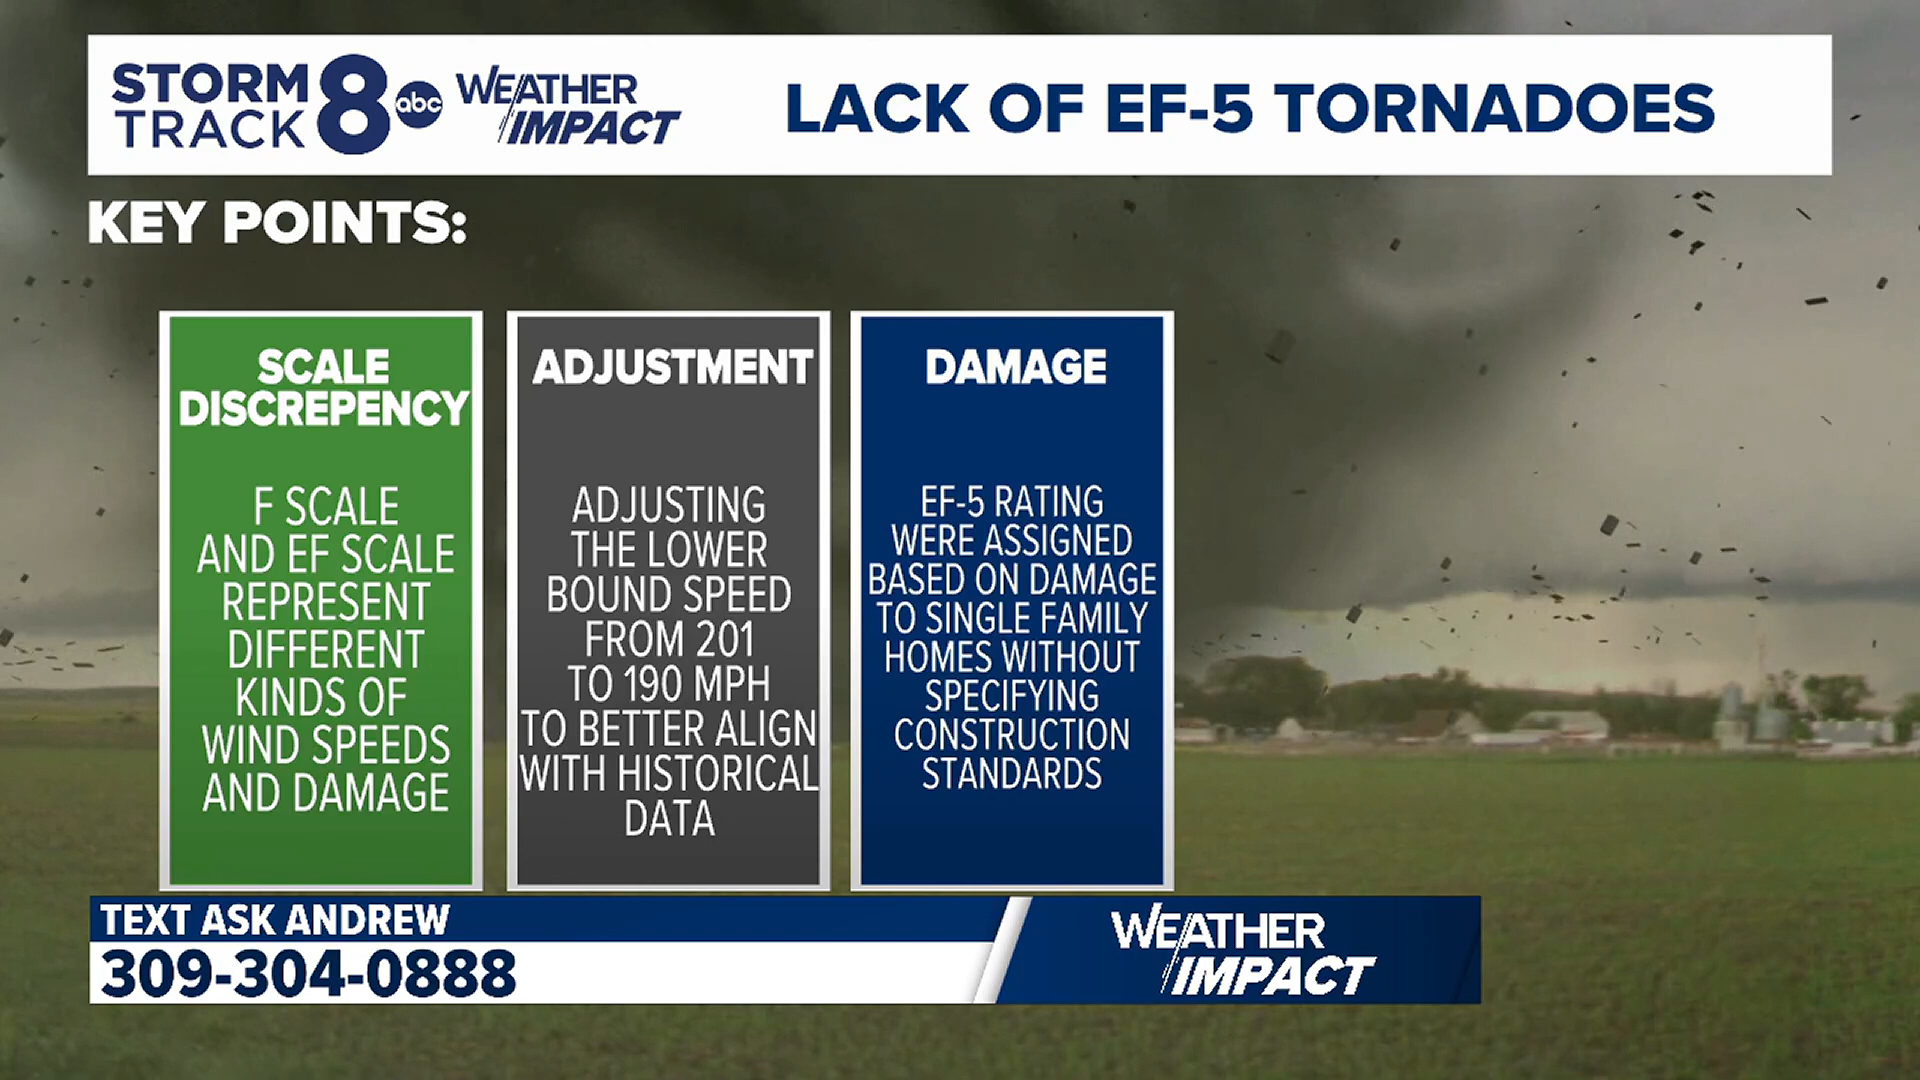 STORM
TRACK
8
abc
WEATHER
IMPACT
LACK OF EF-5 TORNADOES
KEY POINTS:
SCALE
DISCREPENCY
F SCALE
AND EF SCALE
REPRESENT
DIFFERENT
KINDS OF
WIND SPEEDS
AND DAMAGE
ADJUSTMENT
ADJUSTING
THE LOWER
BOUND SPEED
FROM 201
TO 190 MPH
TO BETTER ALIGN
WITH HISTORICAL
DATA
DAMAGE
EF-5 RATING
WERE ASSIGNED
BASED ON DAMAGE
TO SINGLE FAMILY
HOMES WITHOUT
SPECIFYING
CONSTRUCTION
STANDARDS
TEXT ASK ANDREW
309-304-0888
WEATHER
IMPACT